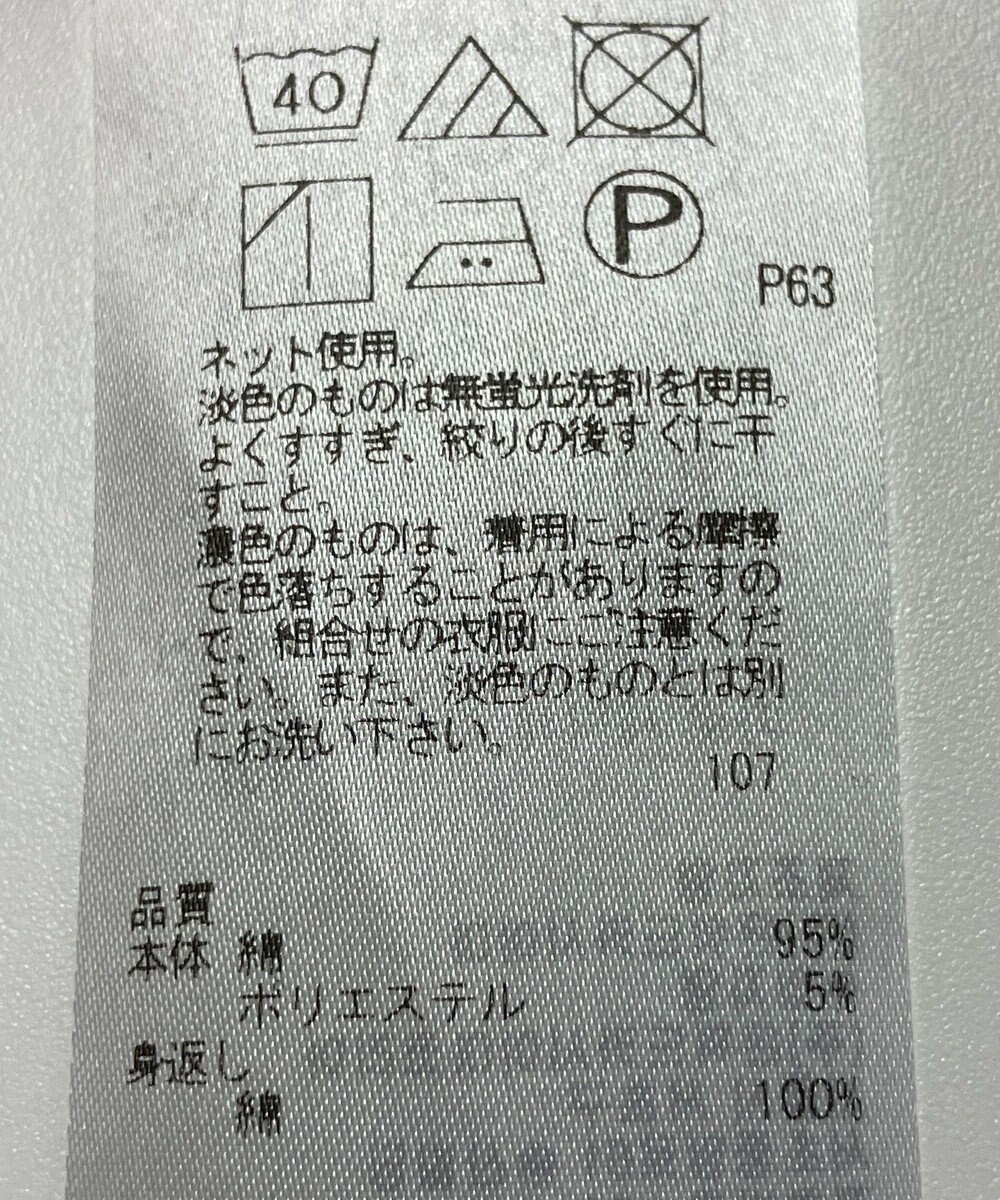 40
P
P63
ネット使用。
淡色のものは無蛍光洗剤を使用。
よくすすぎ、絞りの後すぐに干
すこと。
濃色のものは、着用による摩擦
で色落ちすることがありますの
で、組合せの衣服にご注意くだ
さい。また、淡色のものとは別
にお洗い下さい。
107
品質
本体 綿 95%
ポリエステル 5%
身返し
綿 100%